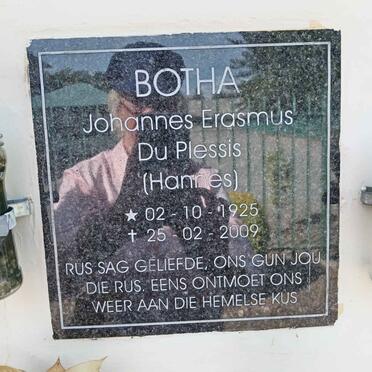 BOTHA
Johannes Erasmus
Du Plessis
(Hannes)
★ 02 - 10 - 1925
✝ 25 - 02 - 2009
RUS SAG GELIEFDE, ONS GUN JOU
DIE RUS. EENS ONTMOET ONS
WEER AAN DIE HEMELSE KUS